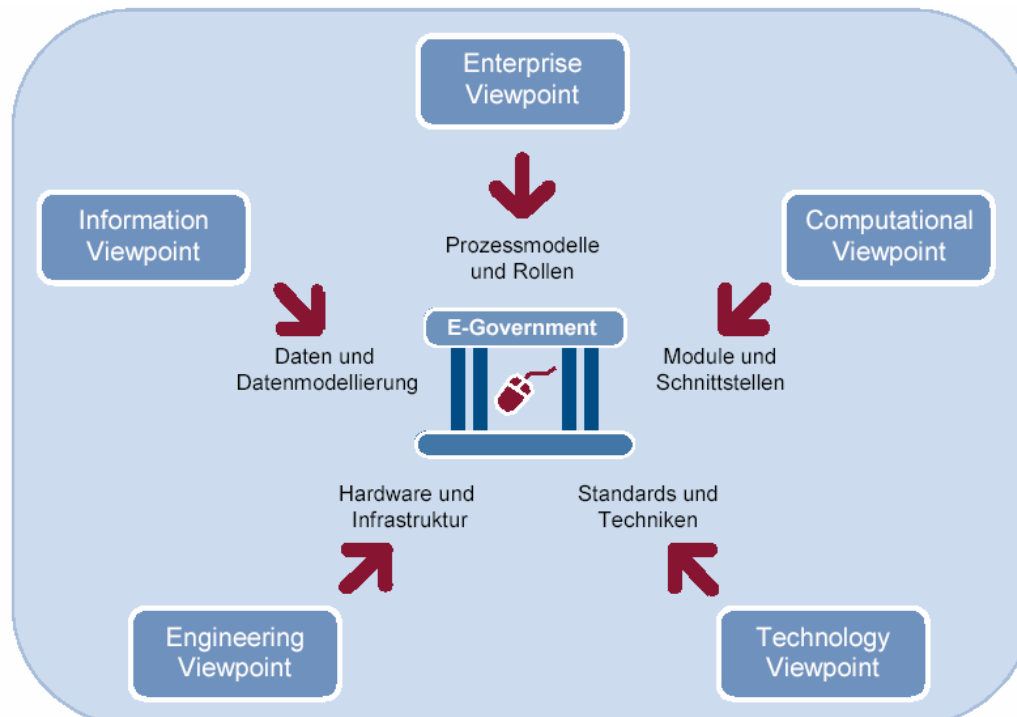 Enterprise
Viewpoint
Information
Viewpoint
Computational
Viewpoint
Prozessmodelle
und Rollen
E-Government
Daten und
Datenmodellierung
Module und
Schnittstellen
Hardware und
Infrastruktur
Standards und
Techniken
Engineering
Viewpoint
Technology
Viewpoint